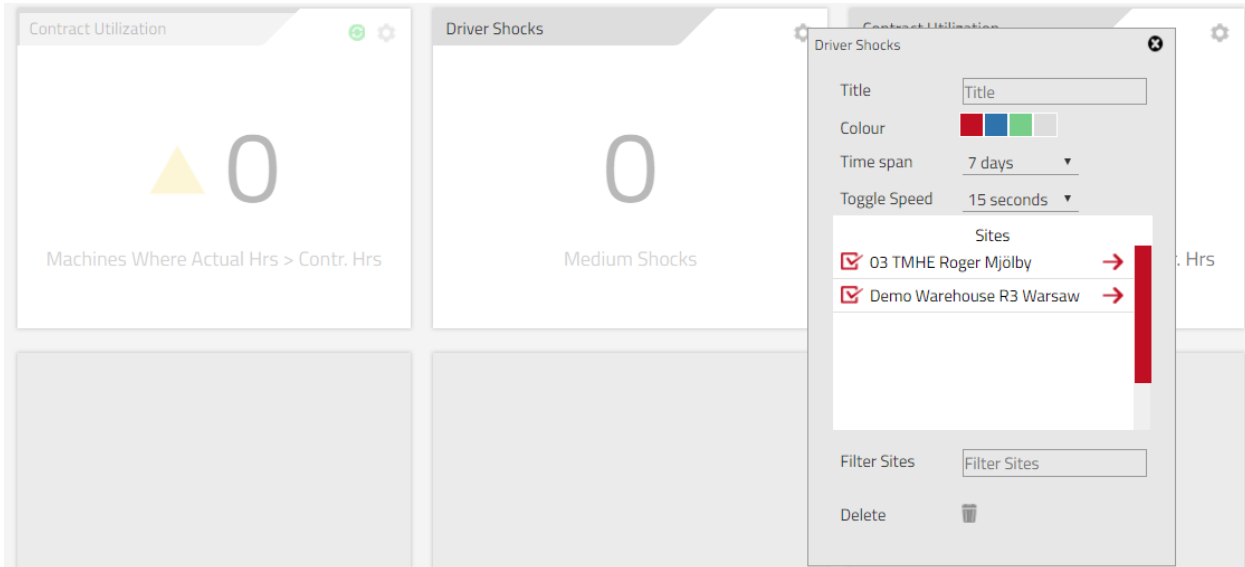 Contract Utilization
0
Machines Where Actual Hrs > Contr. Hrs
Driver Shocks
0
Medium Shocks
Contract Utilization
. Hrs
Driver Shocks
Title
Title
Colour
Time span
7 days
Toggle Speed
15 seconds
Sites
03 TMHE Roger Mjölby
Demo Warehouse R3 Warsaw
Filter Sites
Filter Sites
Delete